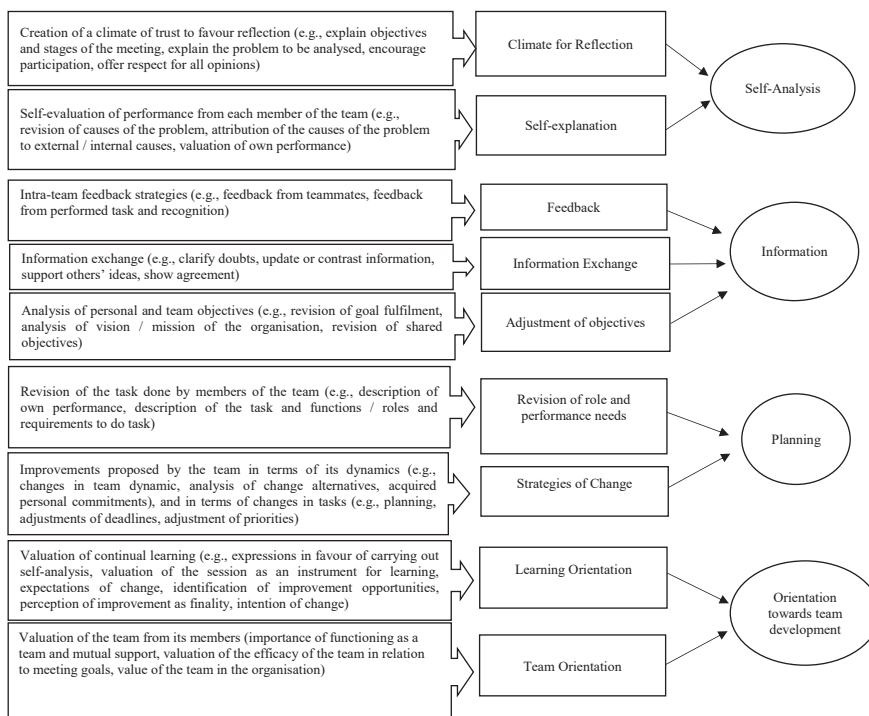 Creation of a climate of trust to favour reflection (e.g., explain objectives
and stages of the meeting, explain the problem to be analysed, encourage
participation, offer respect for all opinions)
Climate for Reflection
Self-Analysis
Self-evaluation of performance from each member of the team (e.g.,
revision of causes of the problem, attribution of the causes of the problem
to external / internal causes, valuation of own performance)
Self-explanation
Intra-team feedback strategies (e.g., feedback from teammates, feedback
from performed task and recognition)
Feedback
Information exchange (e.g., clarify doubts, update or contrast information,
support others’ ideas, show agreement)
Information Exchange
Information
Analysis of personal and team objectives (e.g., revision of goal fulfilment,
analysis of vision / mission of the organisation, revision of shared
objectives)
Adjustment of objectives
Revision of the task done by members of the team (e.g., description of
own performance, description of the task and functions / roles and
requirements to do task)
Revision of role and
performance needs
Planning
Improvements proposed by the team in terms of its dynamics (e.g.,
changes in team dynamic, analysis of change alternatives, acquired
personal commitments), and in terms of changes in tasks (e.g., planning,
adjustments of deadlines, adjustment of priorities)
Strategies of Change
Valuation of continual learning (e.g., expressions in favour of carrying out
self-analysis, valuation of the session as an instrument for learning,
expectations of change, identification of improvement opportunities,
perception of improvement as finality, intention of change)
Learning Orientation
Orientation
towards team
development
Valuation of the team from its members (importance of functioning as a
team and mutual support, valuation of the efficacy of the team in relation
to meeting goals, value of the team in the organisation)
Team Orientation